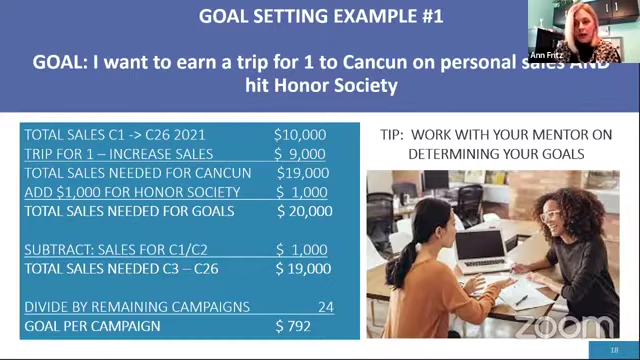 GOAL SETTING EXAMPLE #1
GOAL: I want to earn a trip for 1 to Cancun on personal sales AND
hit Honor Society
Ann Fritz
TOTAL SALES C1 -> C26 2021 $10,000
TRIP FOR 1 – INCREASE SALES $ 9,000
TOTAL SALES NEEDED FOR CANCUN $19,000
ADD $1,000 FOR HONOR SOCIETY $ 1,000
TOTAL SALES NEEDED FOR GOALS $ 20,000
SUBTRACT: SALES FOR C1/C2 $ 1,000
TOTAL SALES NEEDED C3 – C26 $ 19,000
DIVIDE BY REMAINING CAMPAIGNS 24
GOAL PER CAMPAIGN $ 792
TIP: WORK WITH YOUR MENTOR ON
DETERMINING YOUR GOALS
zoom
18